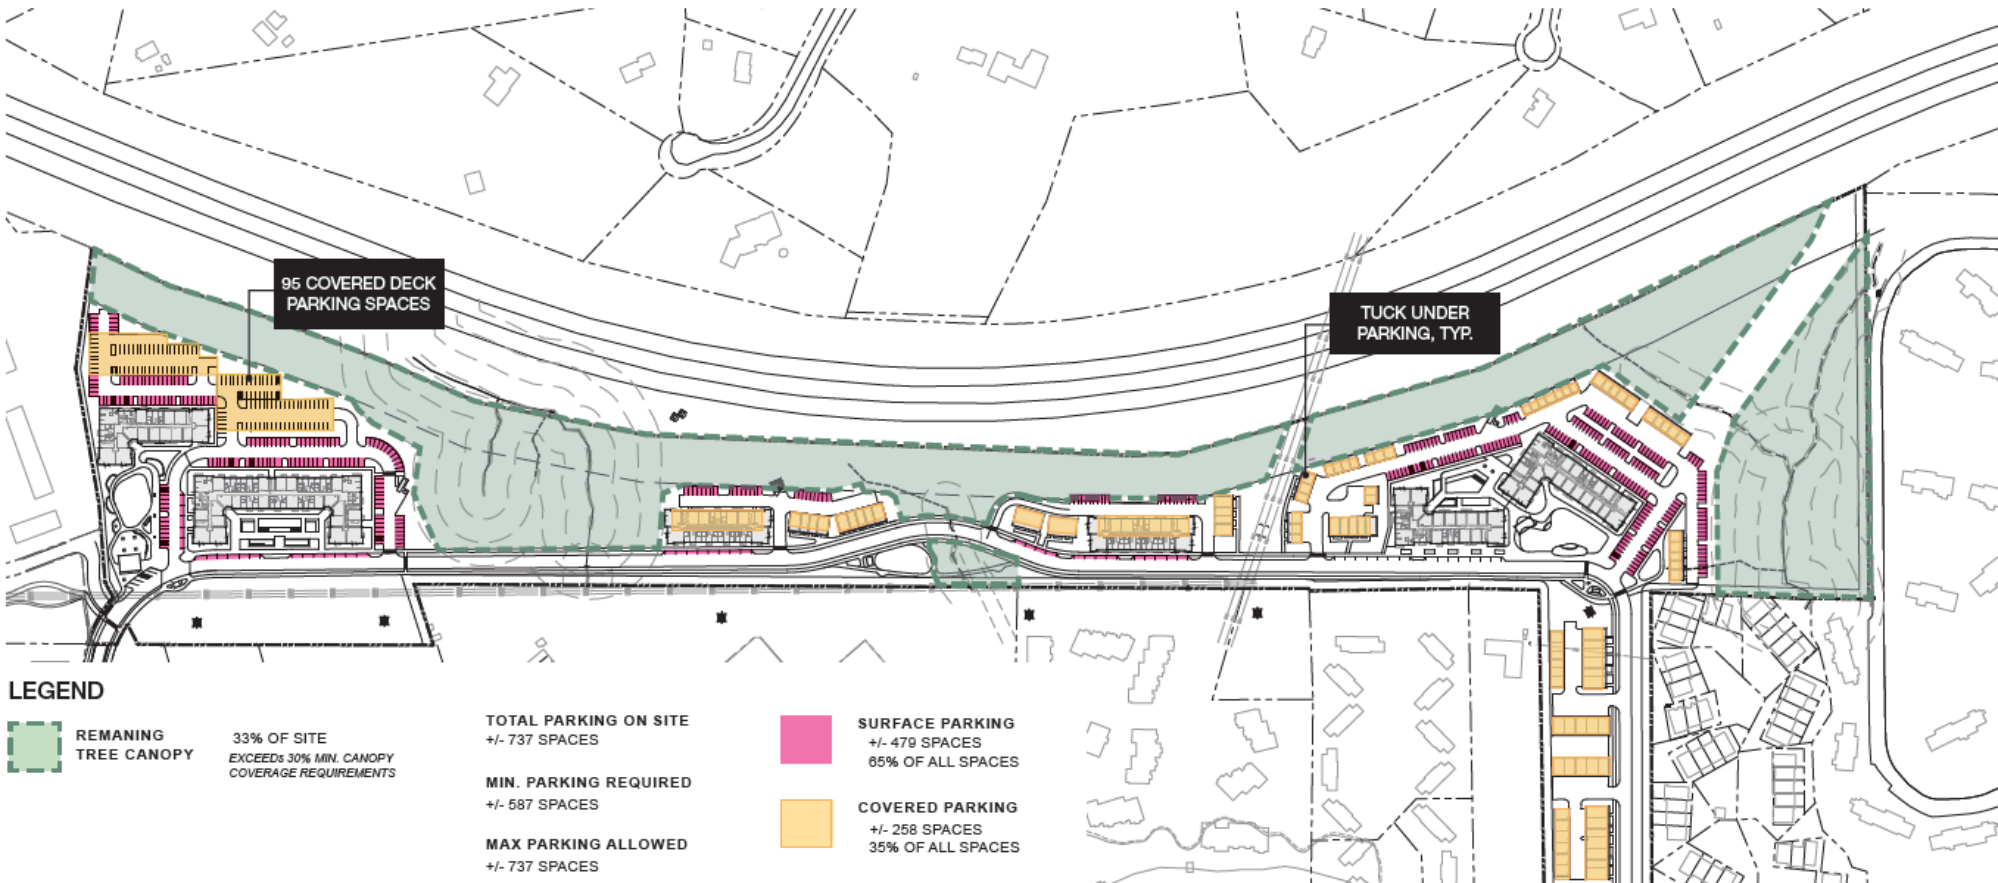 95 COVERED DECK
PARKING SPACES
TUCK UNDER
PARKING, TYP.
LEGEND
REMANING
TREE CANOPY
33% OF SITE
EXCEEDs 30% MIN. CANOPY
COVERAGE REQUIREMENTS
TOTAL PARKING ON SITE
+/- 737 SPACES
MIN. PARKING REQUIRED
+/- 587 SPACES
MAX PARKING ALLOWED
+/- 737 SPACES
SURFACE PARKING
+/- 479 SPACES
65% OF ALL SPACES
COVERED PARKING
+/- 258 SPACES
35% OF ALL SPACES